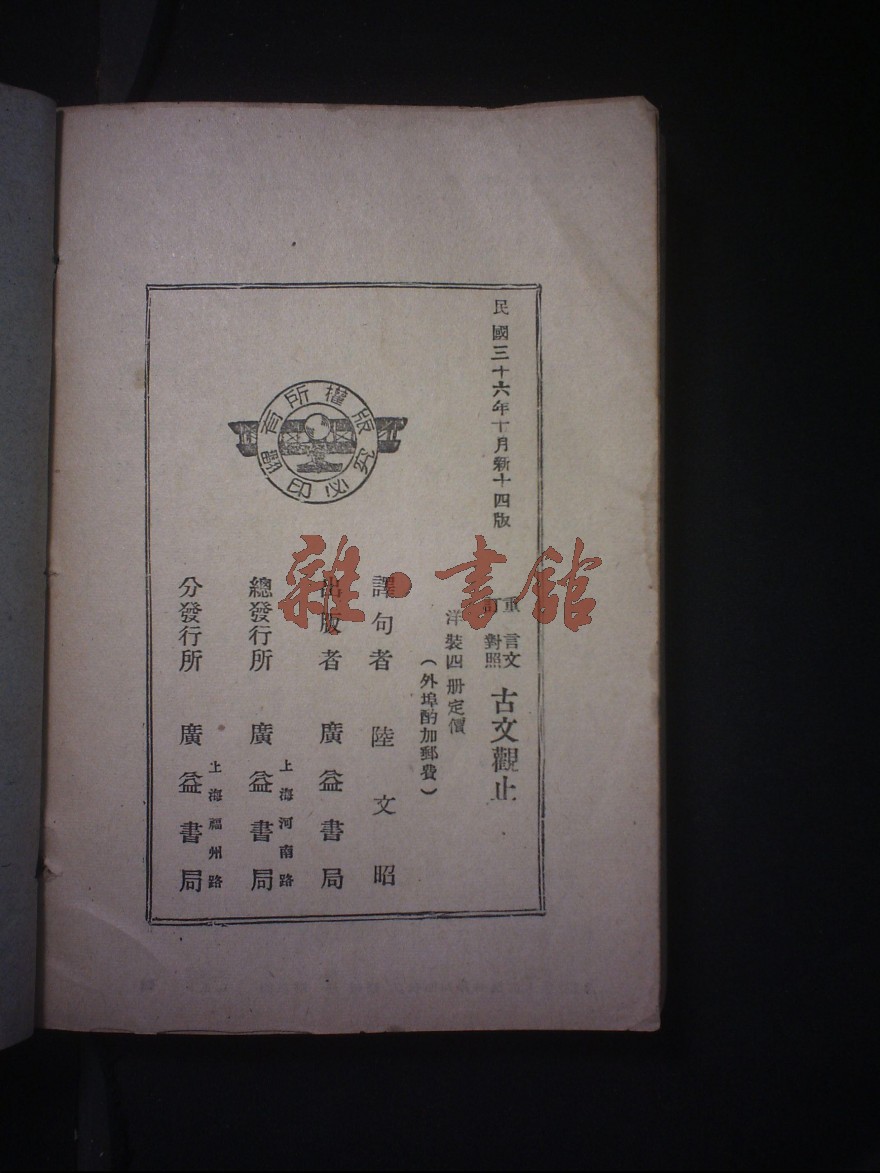 民國三十六年十月新十四版
重訂
言文對照
古文觀止
洋裝四册定價
(外埠酌加郵費)
譯句者 陸文昭
出版者 廣益書局
總發行所 廣益書局
上海河南路
分發行所 廣益書局
上海福州路
版權所有
翻印必究
雜·書館